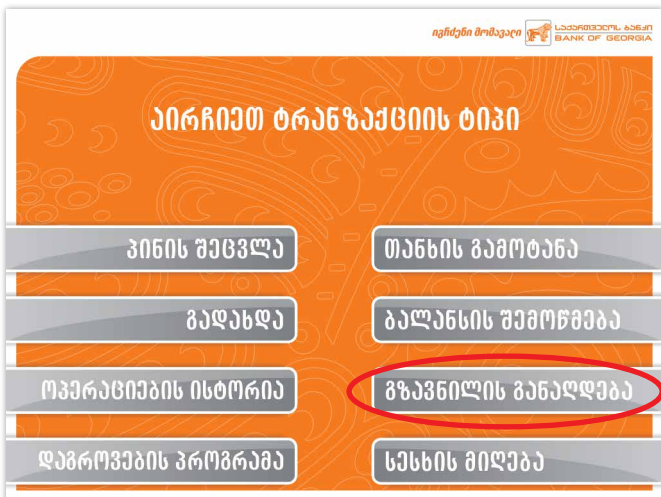 იგრძენი მომავალი
საქართველოს ბანკი
BANK OF GEORGIA
აირჩიეთ ტრანზაქციის ტიპი
პინის შეცვლა
თანხის გამოტანა
გადახდა
ბალანსის შემოწმება
ოპერაციების ისტორია
გზავნილის განაღდება
დაგროვების პროგრამა
სესხის მიღება